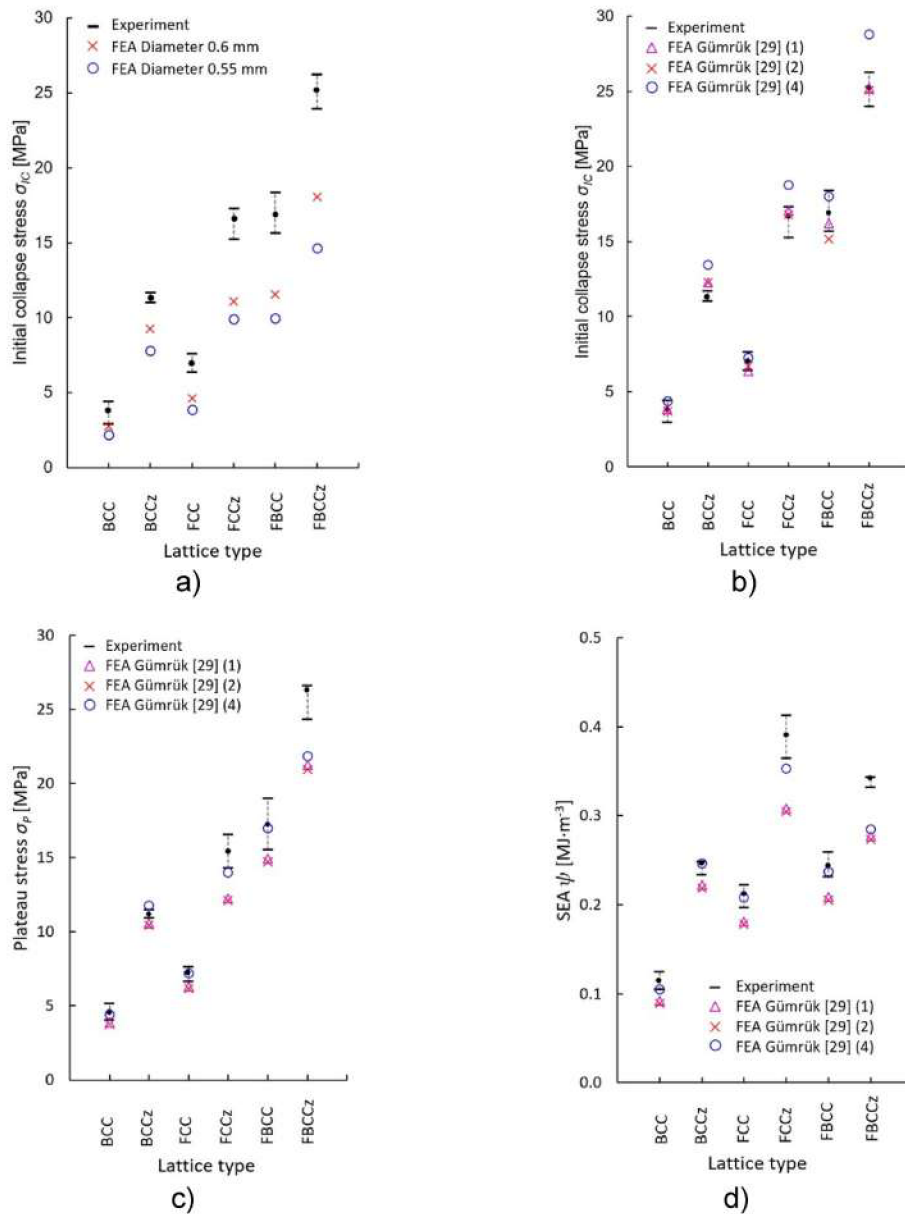 Experiment
FEA Diameter 0.6 mm
FEA Diameter 0.55 mm
Initial collapse stress σIC [MPa]
30
25
20
15
10
5
0
BCC
BCCz
FCC
FCCz
FBCC
FBCCz
Lattice type
a)
Experiment
FEA Gümrük [29] (1)
FEA Gümrük [29] (2)
FEA Gümrük [29] (4)
Initial collapse stress σIC [MPa]
30
25
20
15
10
5
0
BCC
BCCz
FCC
FCCz
FBCC
FBCCz
Lattice type
b)
Experiment
FEA Gümrük [29] (1)
FEA Gümrük [29] (2)
FEA Gümrük [29] (4)
Plateau stress σP [MPa]
30
25
20
15
10
5
0
BCC
BCCz
FCC
FCCz
FBCC
FBCCz
Lattice type
c)
SEA ψ [MJ·m⁻³]
0.5
0.4
0.3
0.2
0.1
0.0
Experiment
FEA Gümrük [29] (1)
FEA Gümrük [29] (2)
FEA Gümrük [29] (4)
BCC
BCCz
FCC
FCCz
FBCC
FBCCz
Lattice type
d)